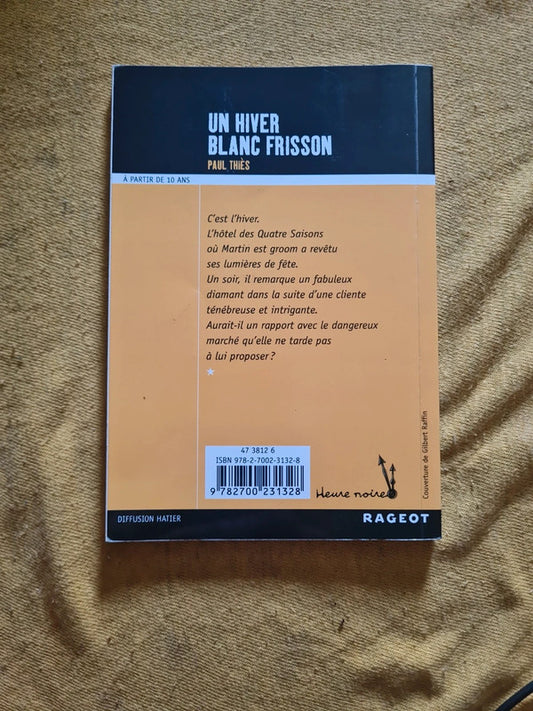 UN HIVER
BLANC FRISSON
PAUL THIÈS
À PARTIR DE 10 ANS
C'est l'hiver.
L'hôtel des Quatre Saisons
où Martin est groom a revêtu
ses lumières de fête.
Un soir, il remarque un fabuleux
diamant dans la suite d'une cliente
ténébreuse et intrigante.
Aurait-il un rapport avec le dangereux
marché qu'elle ne tarde pas
à lui proposer ?
47 3812 6
ISBN 978-2-7002-3132-8
9 782700 231328
Heure noire
Couverture de Gilbert Raffin
DIFFUSION HATIER
RAGEOT